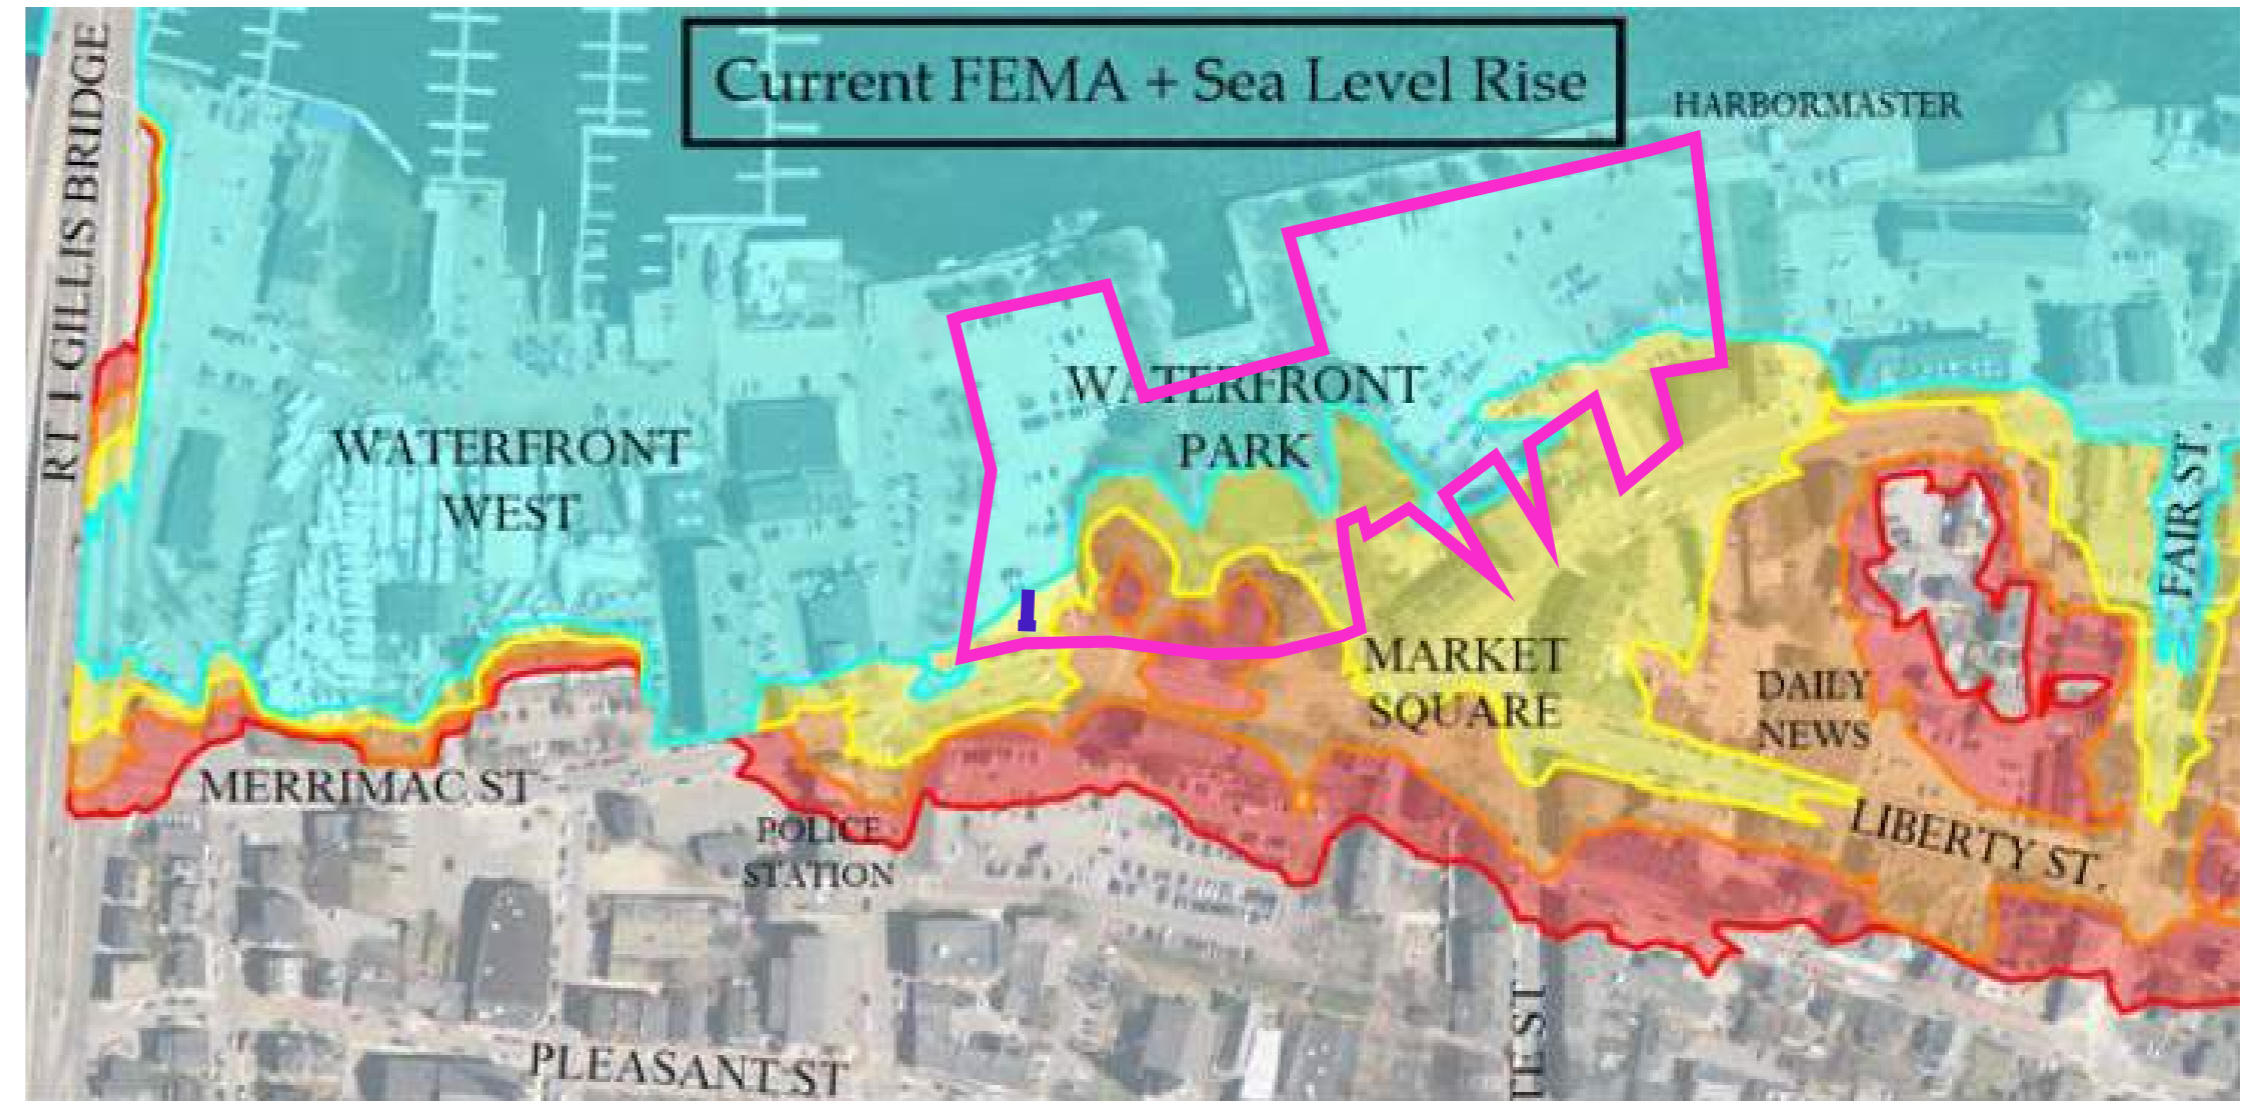 Current FEMA + Sea Level Rise
HARBORMASTER
RT 1 GILLIS BRIDGE
WATERFRONT
PARK
WATERFRONT
WEST
FAIR ST.
MARKET
SQUARE
DAILY
NEWS
MERRIMAC ST
LIBERTY ST.
POLICE
STATION
PLEASANT ST